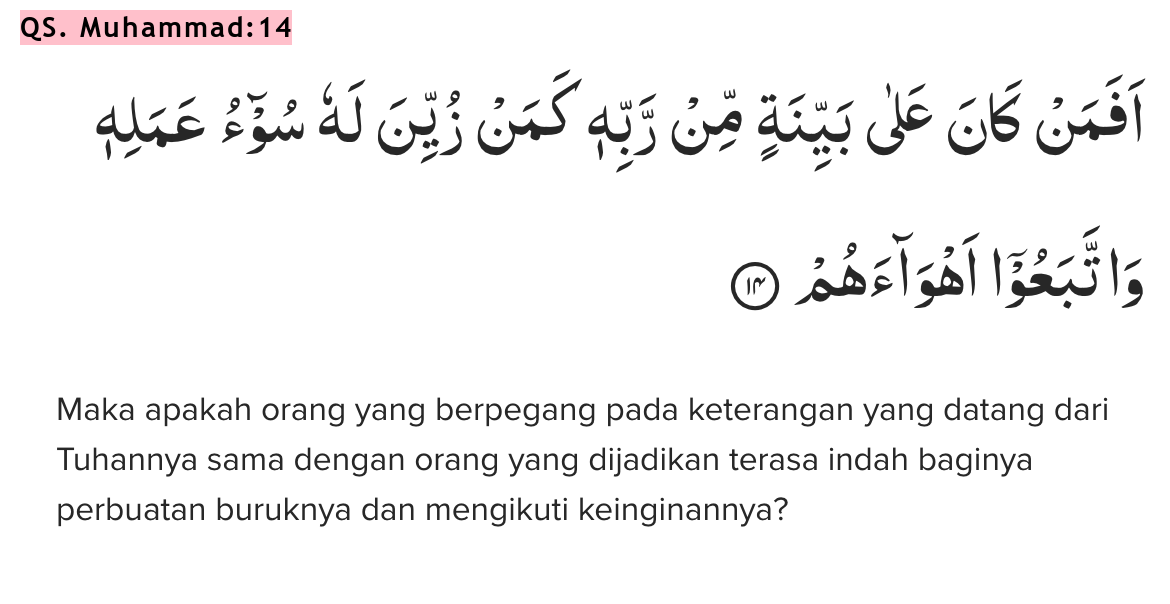 QS. Muhammad:14
اَفَمَنْ كَانَ عَلٰى بَيِّنَةٍ مِّنْ رَّبِّهٖ كَمَنْ زُيِّنَ لَهٗ سُوْۤءُ عَمَلِهٖ
وَاتَّبَعُوْٓا اَهْوَاۤءَهُمْ ۝١٤
Maka apakah orang yang berpegang pada keterangan yang datang dari
Tuhannya sama dengan orang yang dijadikan terasa indah baginya
perbuatan buruknya dan mengikuti keinginannya?